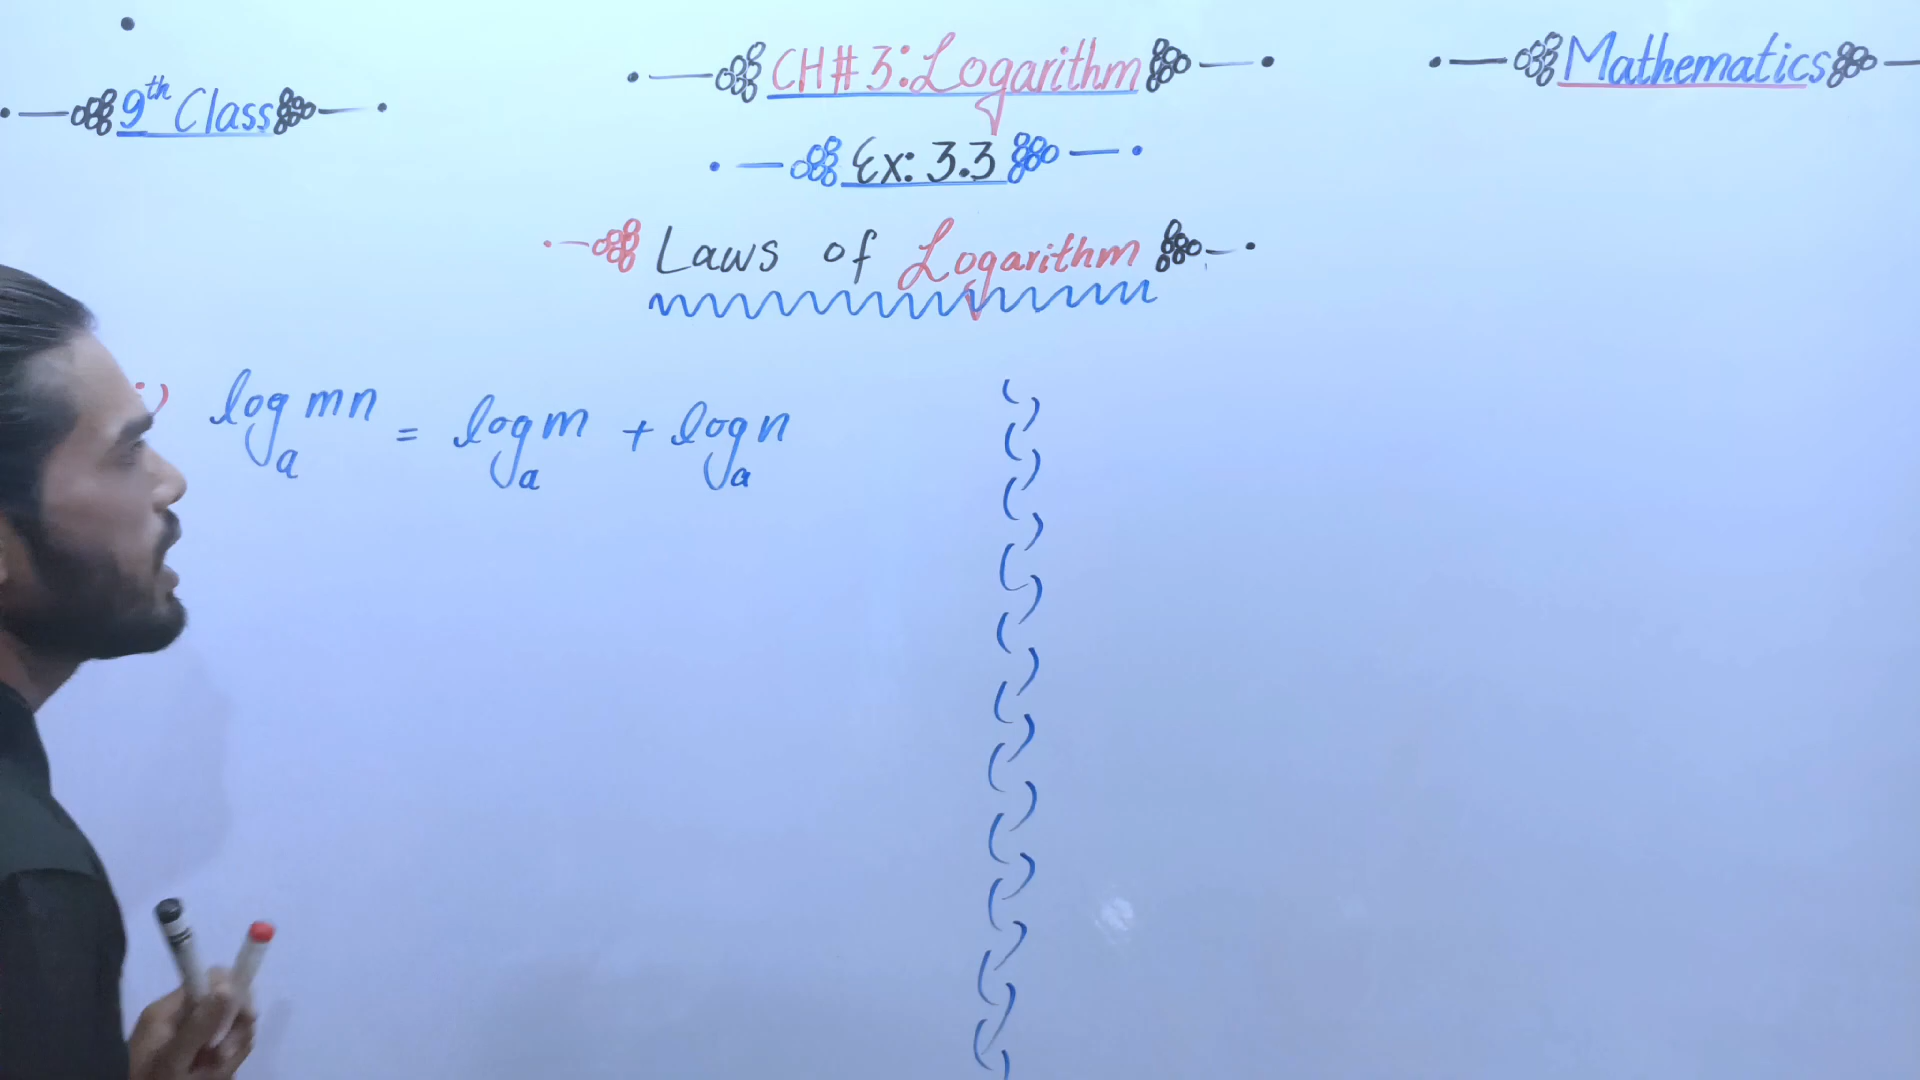 9th Class
CH# 3: Logarithm
Mathematics
Ex: 3.3
Laws of Logarithm
i) logₐ mn = logₐ m + logₐ n